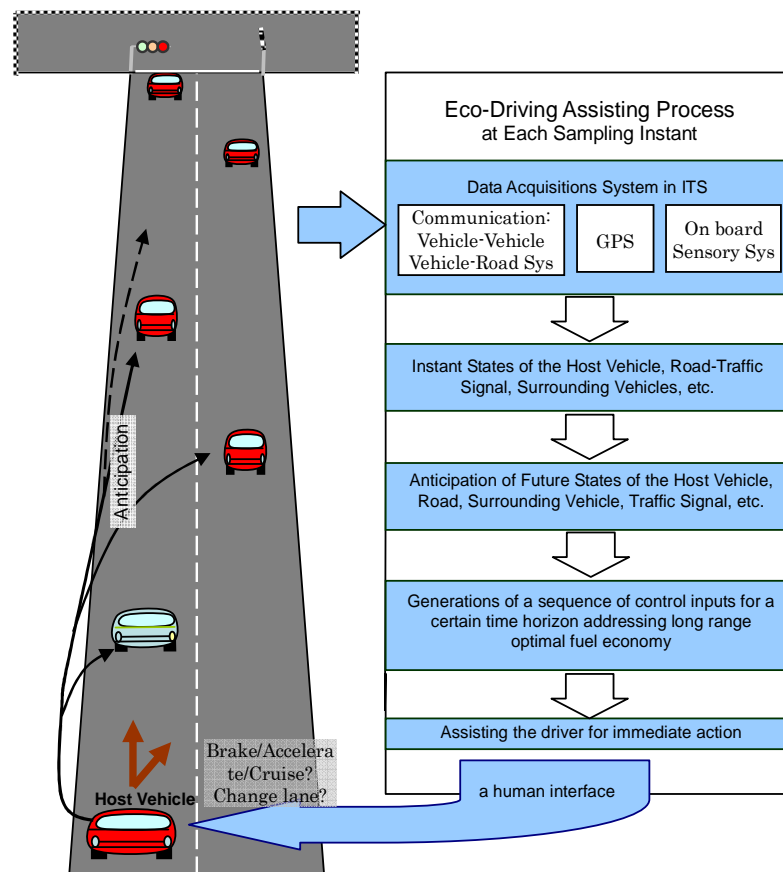 Eco-Driving Assisting Process
at Each Sampling Instant
Data Acquisitions System in ITS
Communication:
Vehicle-Vehicle
Vehicle-Road Sys
GPS
On board
Sensory Sys
Instant States of the Host Vehicle, Road-Traffic
Signal, Surrounding Vehicles, etc.
Anticipation of Future States of the Host Vehicle,
Road, Surrounding Vehicle, Traffic Signal, etc.
Generations of a sequence of control inputs for a
certain time horizon addressing long range
optimal fuel economy
Assisting the driver for immediate action
a human interface
Anticipation
Brake/Accelera
te/Cruise?
Change lane?
Host Vehicle